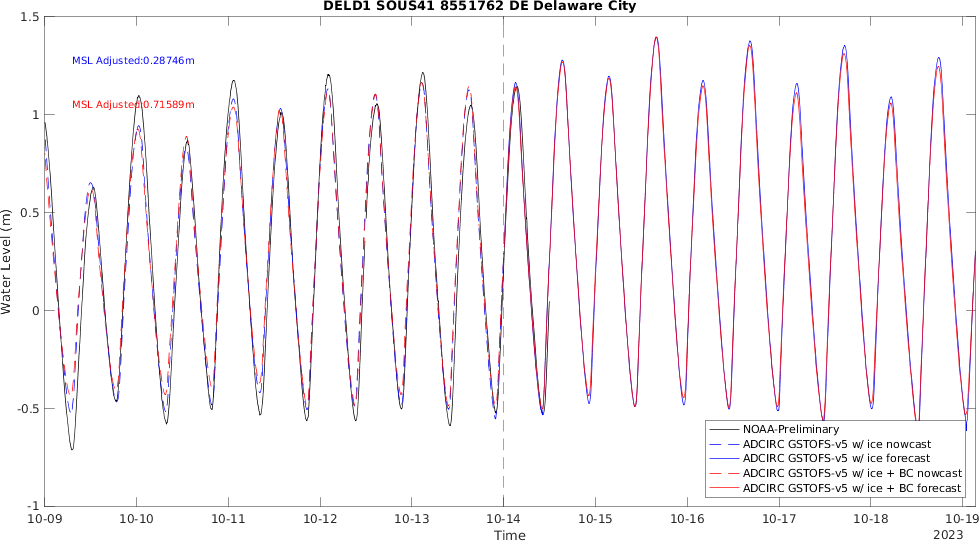 DELD1 SOUS41 8551762 DE Delaware City
MSL Adjusted:0.28746m
MSL Adjusted:0.71589m
Water Level (m)
1.5
1
0.5
0
-0.5
-1
NOAA-Preliminary
ADCIRC GSTOFS-v5 w/ ice nowcast
ADCIRC GSTOFS-v5 w/ ice forecast
ADCIRC GSTOFS-v5 w/ ice + BC nowcast
ADCIRC GSTOFS-v5 w/ ice + BC forecast
10-09 10-10 10-11 10-12 10-13 10-14 10-15 10-16 10-17 10-18 10-19
Time
2023